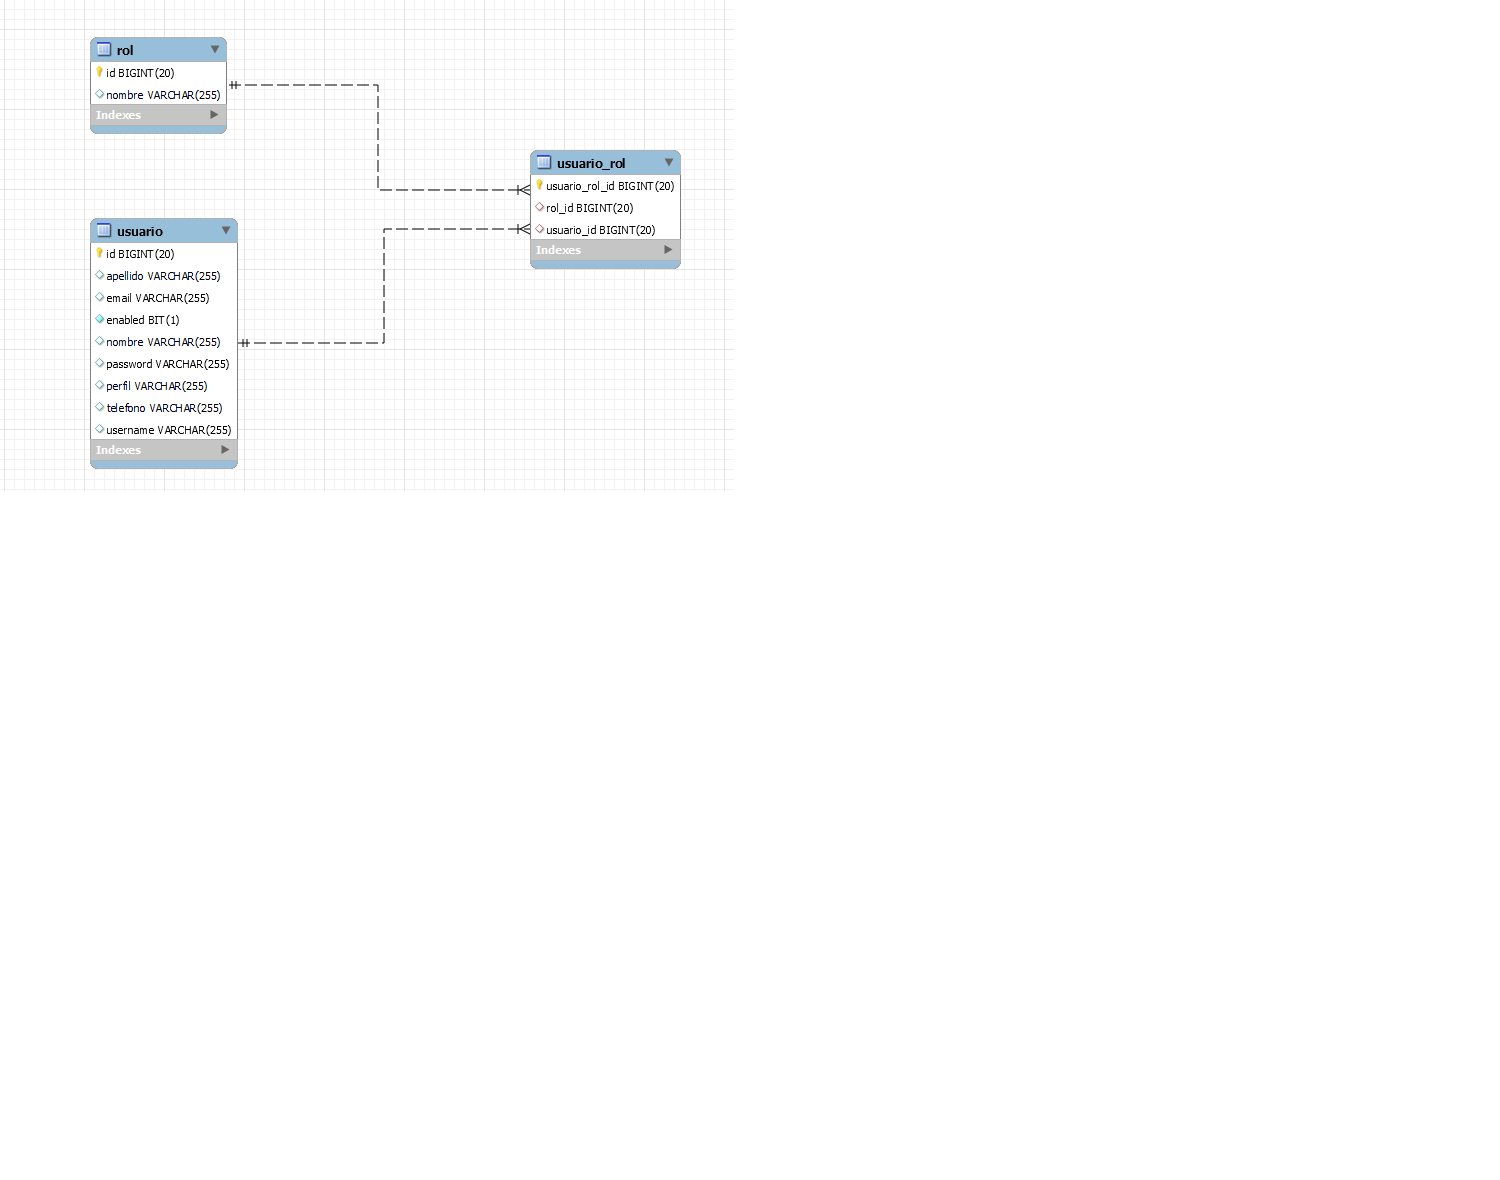 rol
id BIGINT(20)
nombre VARCHAR(255)
Indexes
usuario_rol
usuario_rol_id BIGINT(20)
rol_id BIGINT(20)
usuario_id BIGINT(20)
Indexes
usuario
id BIGINT(20)
apellido VARCHAR(255)
email VARCHAR(255)
enabled BIT(1)
nombre VARCHAR(255)
password VARCHAR(255)
perfil VARCHAR(255)
telefono VARCHAR(255)
username VARCHAR(255)
Indexes